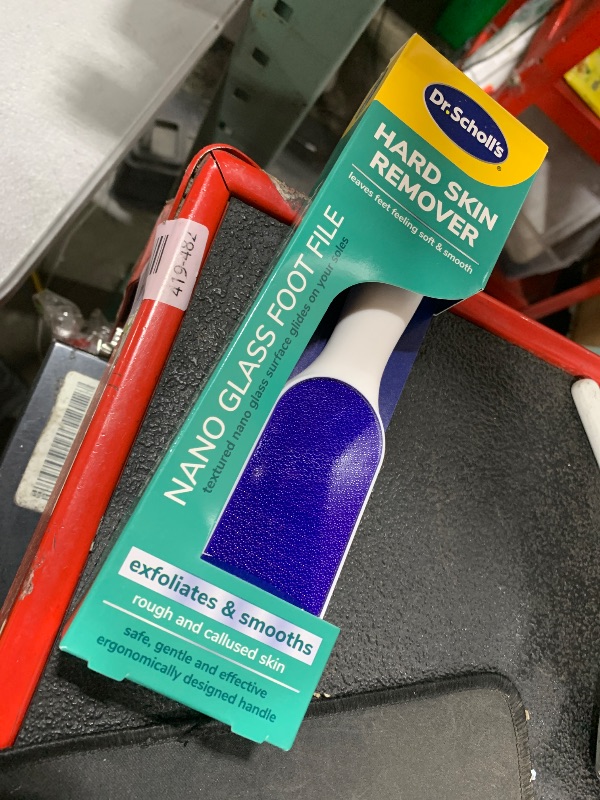 Dr. Scholl's
HARD SKIN
REMOVER
leaves feet feeling soft & smooth
NANO GLASS FOOT FILE
textured nano glass surface glides on your soles
exfoliates & smooths
rough and callused skin
safe, gentle and effective
ergonomically designed handle
419-482